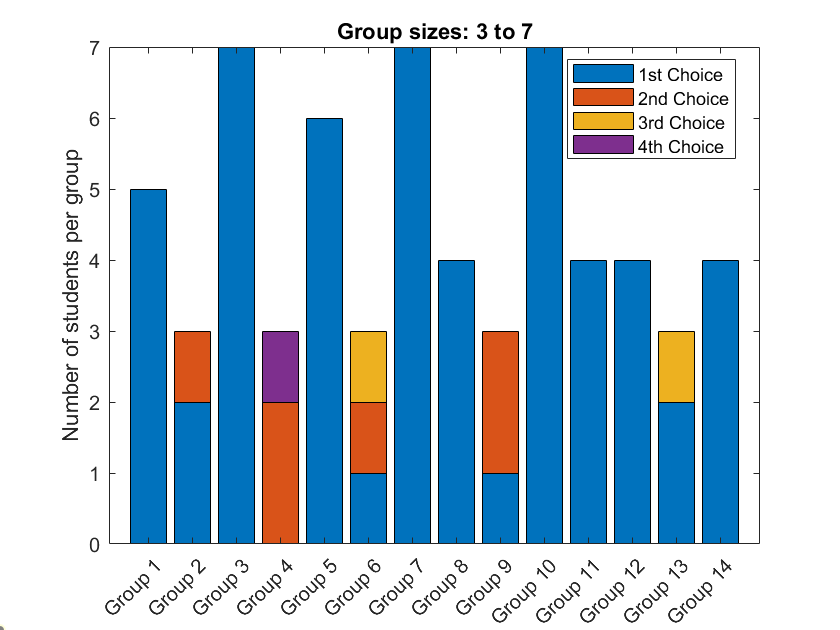 Group sizes: 3 to 7
7
6
5
4
3
2
1
0
Number of students per group
1st Choice
2nd Choice
3rd Choice
4th Choice
Group 1
Group 2
Group 3
Group 4
Group 5
Group 6
Group 7
Group 8
Group 9
Group 10
Group 11
Group 12
Group 13
Group 14